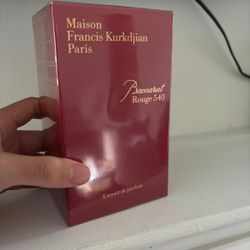 Maison
Francis Kurkdjian
Paris
Baccarat
Rouge 540
Extrait de parfum